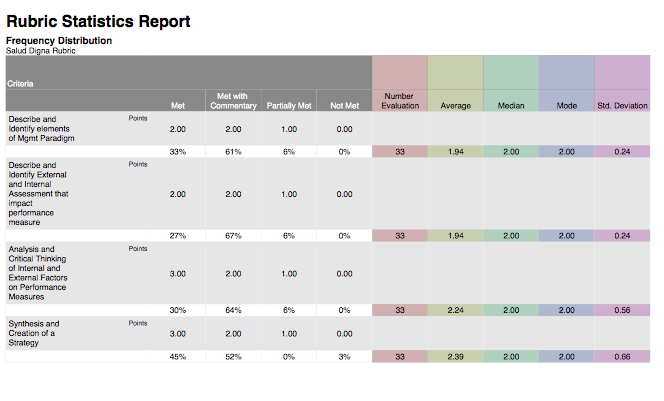 Rubric Statistics Report
Frequency Distribution
Salud Digna Rubric
Criteria
Met Met with Commentary Partially Met Not Met Number Evaluation Average Median Mode Std. Deviation
Describe and Points
Identify elements 2.00 2.00 1.00 0.00
of Mgmt Paradigm
33% 61% 6% 0% 33 1.94 2.00 2.00 0.24
Describe and Points
Identify External
and Internal
Assessment that 2.00 2.00 1.00 0.00
impact
performance
measure
27% 67% 6% 0% 33 1.94 2.00 2.00 0.24
Analysis and Points
Critical Thinking
of Internal and 3.00 2.00 1.00 0.00
External Factors
on Performance
Measures
30% 64% 6% 0% 33 2.24 2.00 2.00 0.56
Synthesis and Points
Creation of a 3.00 2.00 1.00 0.00
Strategy
45% 52% 0% 3% 33 2.39 2.00 2.00 0.66